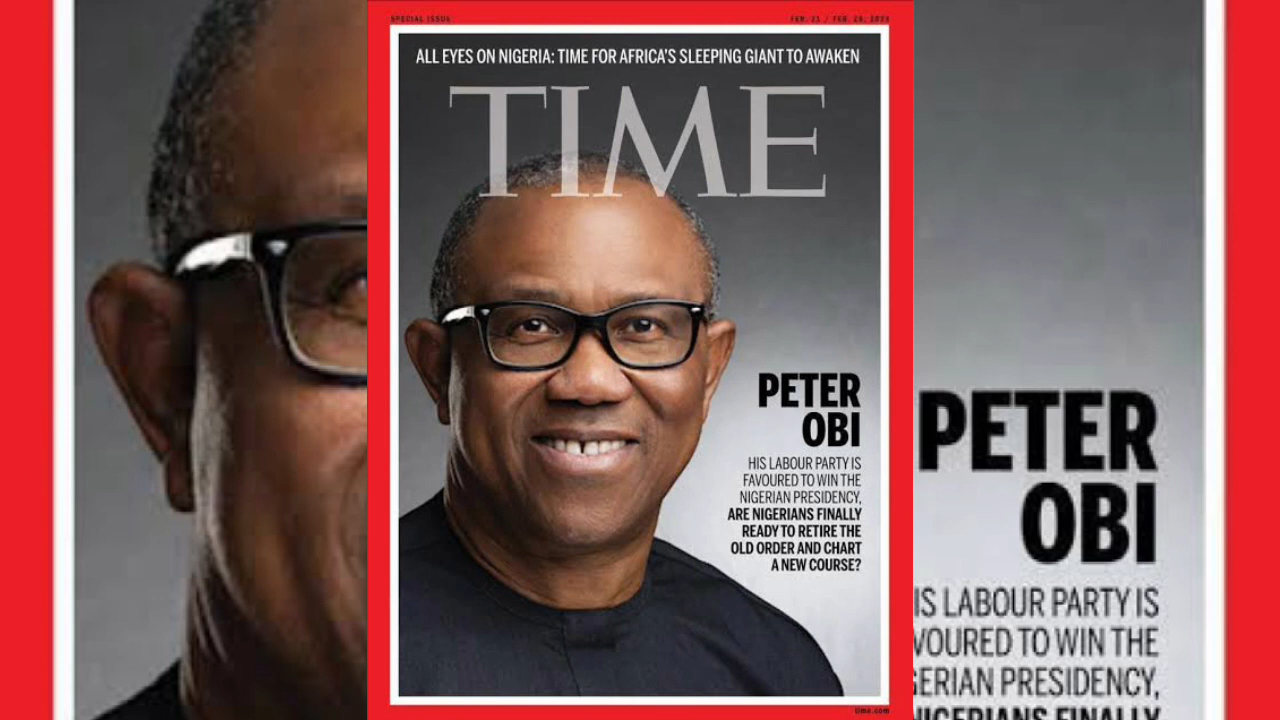 SPECIAL ISSUE
FEB. 21 / FEB. 28, 2023
ALL EYES ON NIGERIA: TIME FOR AFRICA'S SLEEPING GIANT TO AWAKEN
TIME
PETER
OBI
HIS LABOUR PARTY IS
FAVOURED TO WIN THE
NIGERIAN PRESIDENCY,
ARE NIGERIANS FINALLY
READY TO RETIRE THE
OLD ORDER AND CHART
A NEW COURSE?
time.com
PETER
OBI
IS LABOUR PARTY IS
VOURED TO WIN THE
GERIAN PRESIDENCY,
NIGERIANS FINALLY